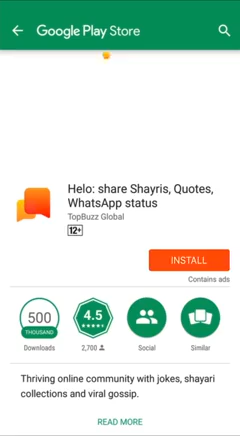 Google Play Store
Helo: share Shayris, Quotes,
WhatsApp status
TopBuzz Global
12+
INSTALL
Contains ads
500
THOUSAND
Downloads
4.5
2,700
Social
Similar
Thriving online community with jokes, shayari
collections and viral gossip.
READ MORE